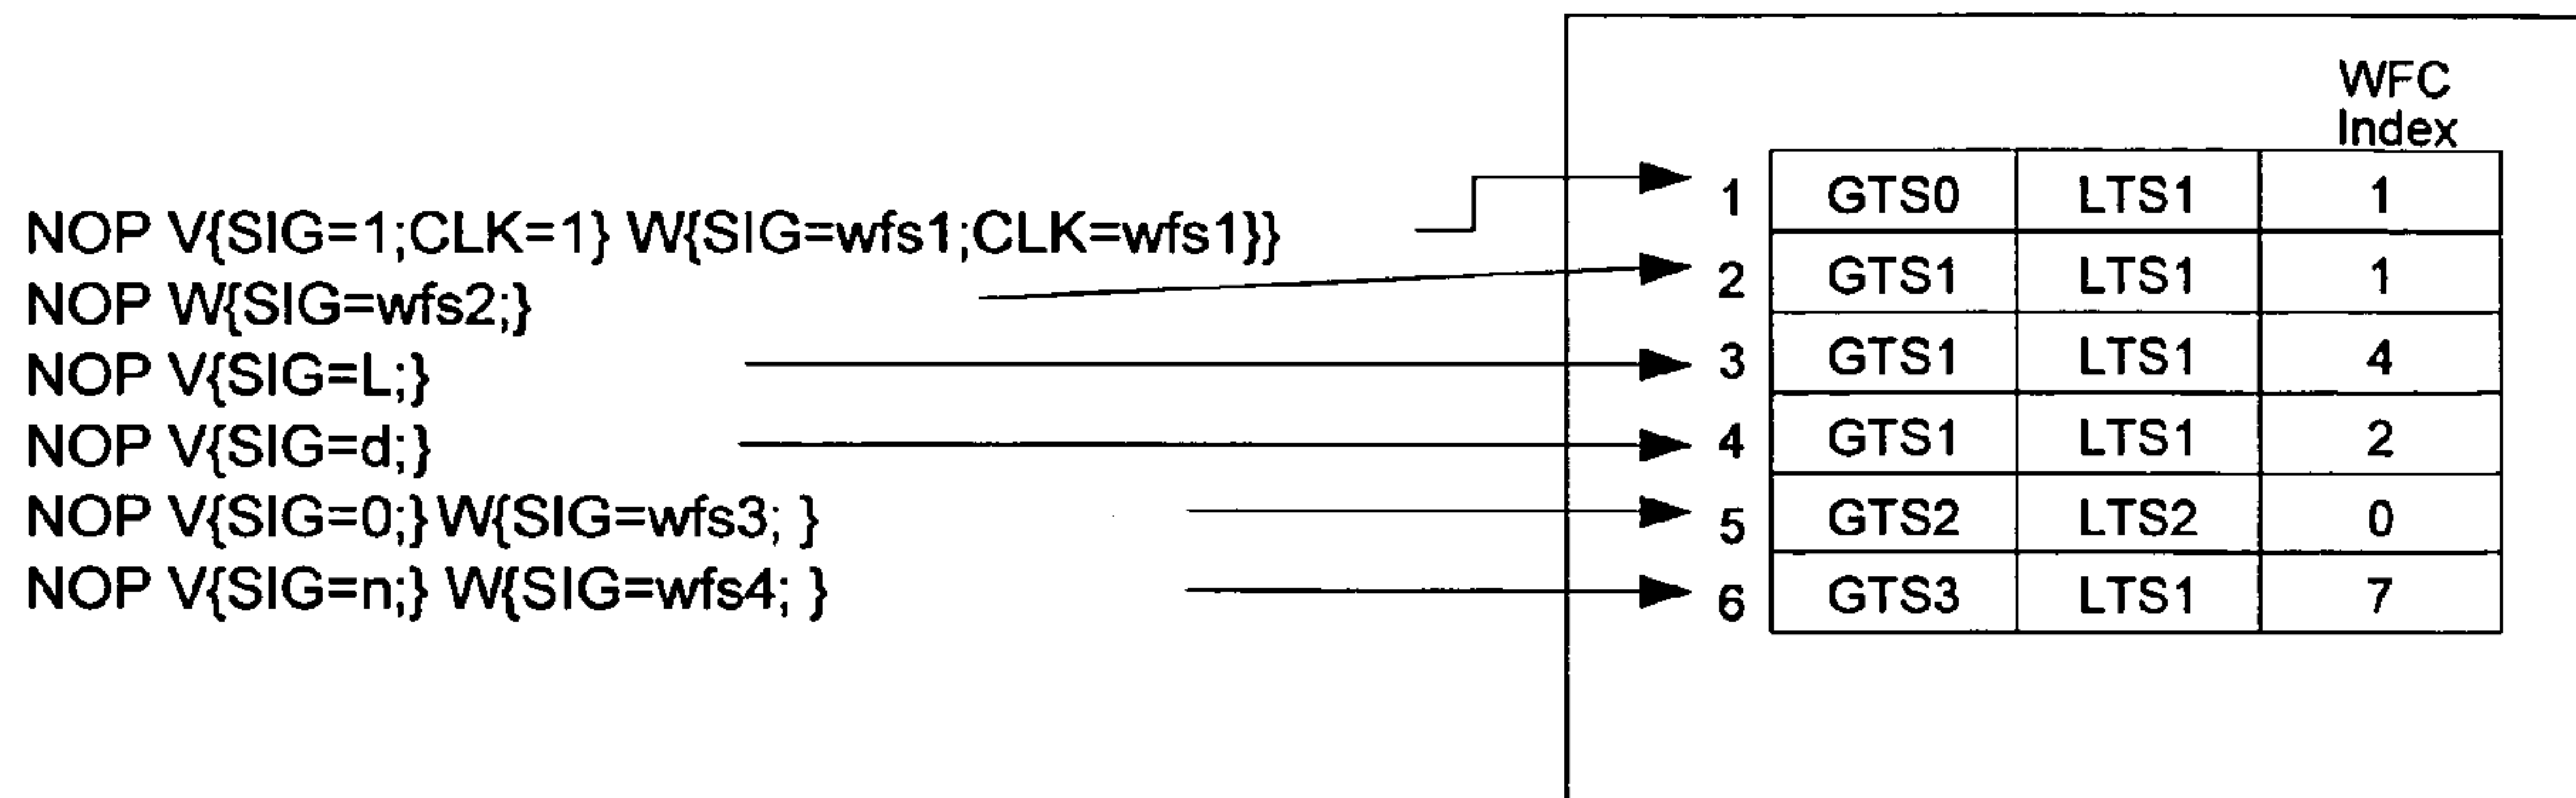 WFC
Index
NOP V{SIG=1;CLK=1} W{SIG=wfs1;CLK=wfs1}}
NOP W{SIG=wfs2;}
NOP V{SIG=L;}
NOP V{SIG=d;}
NOP V{SIG=0;} W{SIG=wfs3; }
NOP V{SIG=n;} W{SIG=wfs4; }
1 GTS0 LTS1 1
2 GTS1 LTS1 1
3 GTS1 LTS1 4
4 GTS1 LTS1 2
5 GTS2 LTS2 0
6 GTS3 LTS1 7